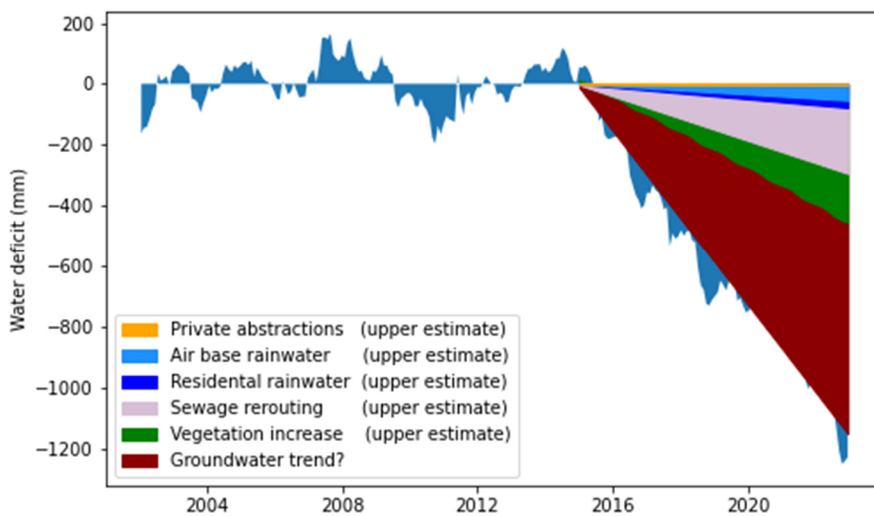 200
0
−200
−400
−600
−800
−1000
−1200
Water deficit (mm)
Private abstractions (upper estimate)
Air base rainwater (upper estimate)
Residental rainwater (upper estimate)
Sewage rerouting (upper estimate)
Vegetation increase (upper estimate)
Groundwater trend?
2004 2008 2012 2016 2020